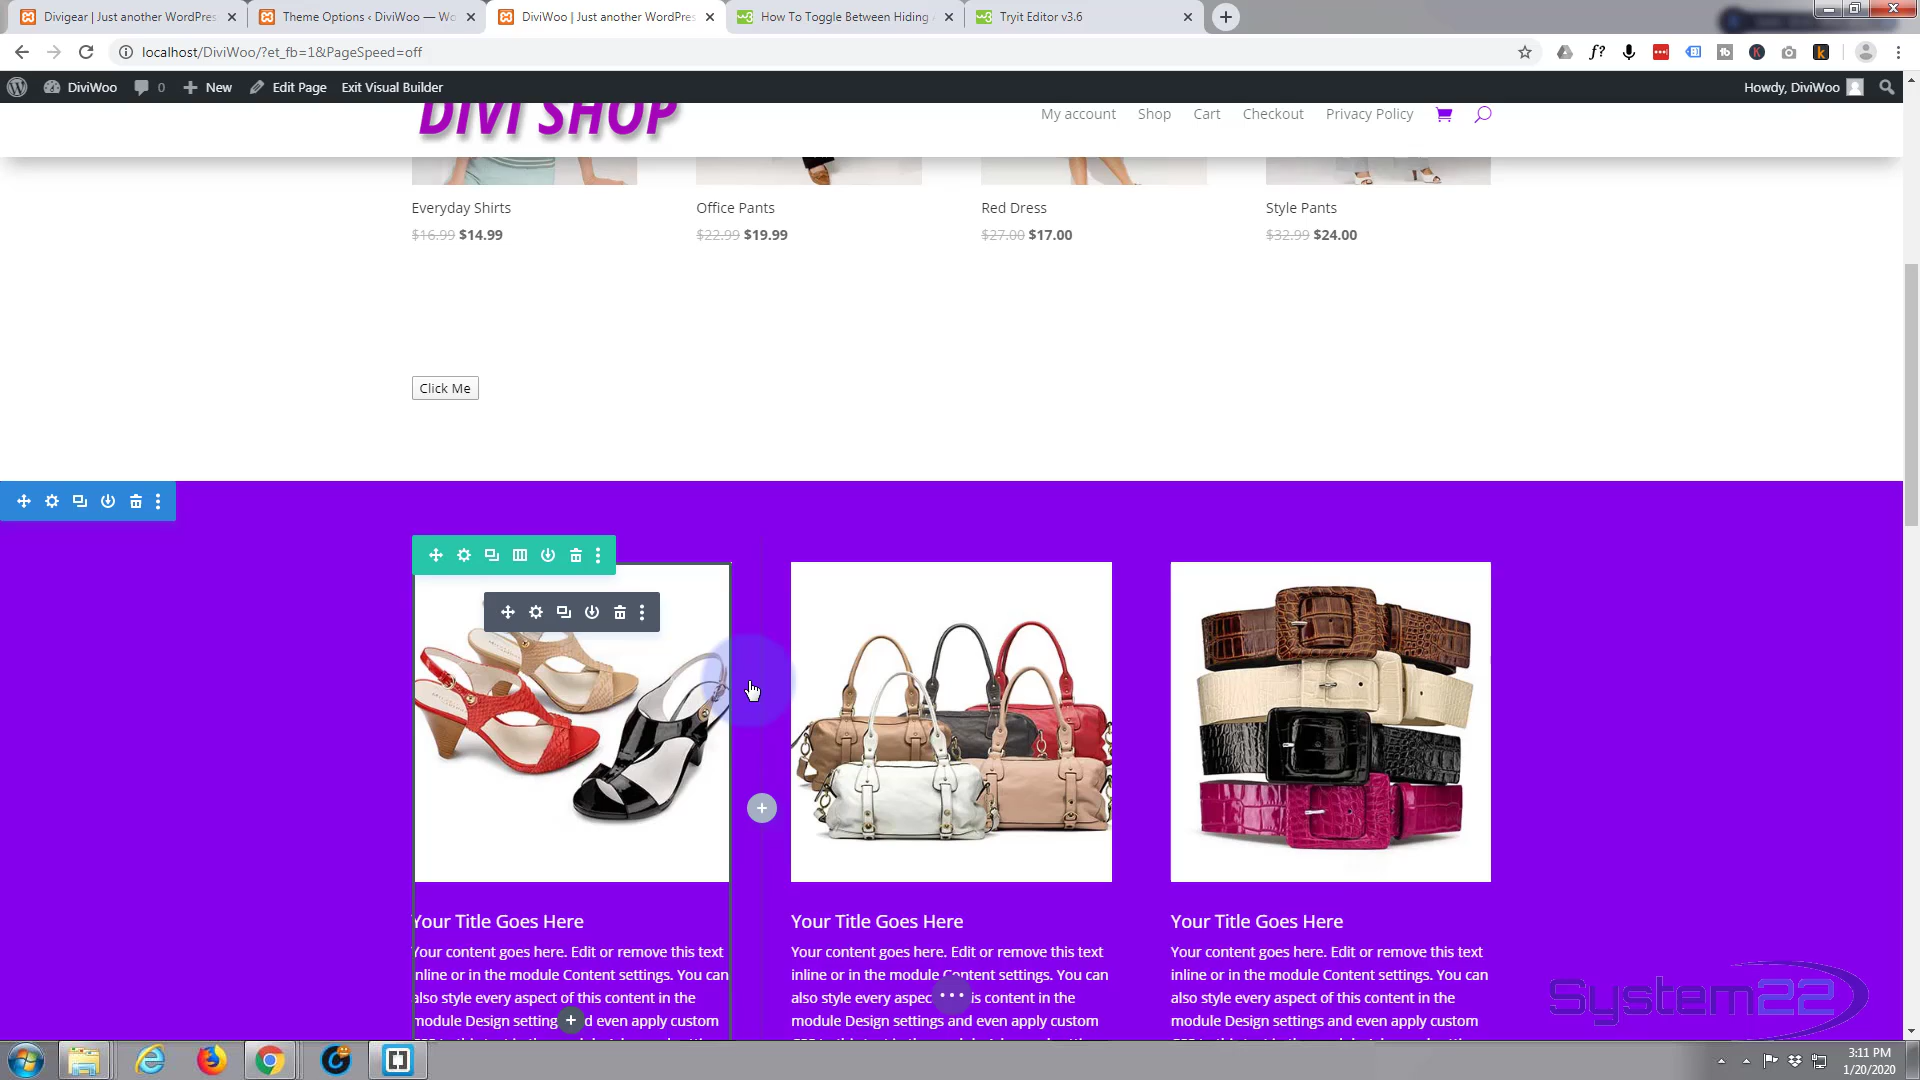 Divigear | Just another WordPres
Theme Options ‹ DiviWoo — Wo
DiviWoo | Just another WordPres
How To Toggle Between Hiding
Tryit Editor v3.6
localhost/DiviWoo/?et_fb=1&PageSpeed=off
DiviWoo
0
New
Edit Page
Exit Visual Builder
Howdy, DiviWoo
DIVI SHOP
My account
Shop
Cart
Checkout
Privacy Policy
Everyday Shirts
Office Pants
Red Dress
Style Pants
$16.99 $14.99
$22.99 $19.99
$27.00 $17.00
$32.99 $24.00
Click Me
Your Title Goes Here
Your content goes here. Edit or remove this text
inline or in the module Content settings. You can
also style every aspect of this content in the
module Design setting d even apply custom
Your Title Goes Here
Your content goes here. Edit or remove this text
inline or in the module Content settings. You can
also style every aspec is content in the
module Design settings and even apply custom
Your Title Goes Here
Your content goes here. Edit or remove this text
inline or in the module Content settings. You can
also style every aspect of this content in the
module Design settings and even apply custom
System22
3:11 PM
1/20/2020